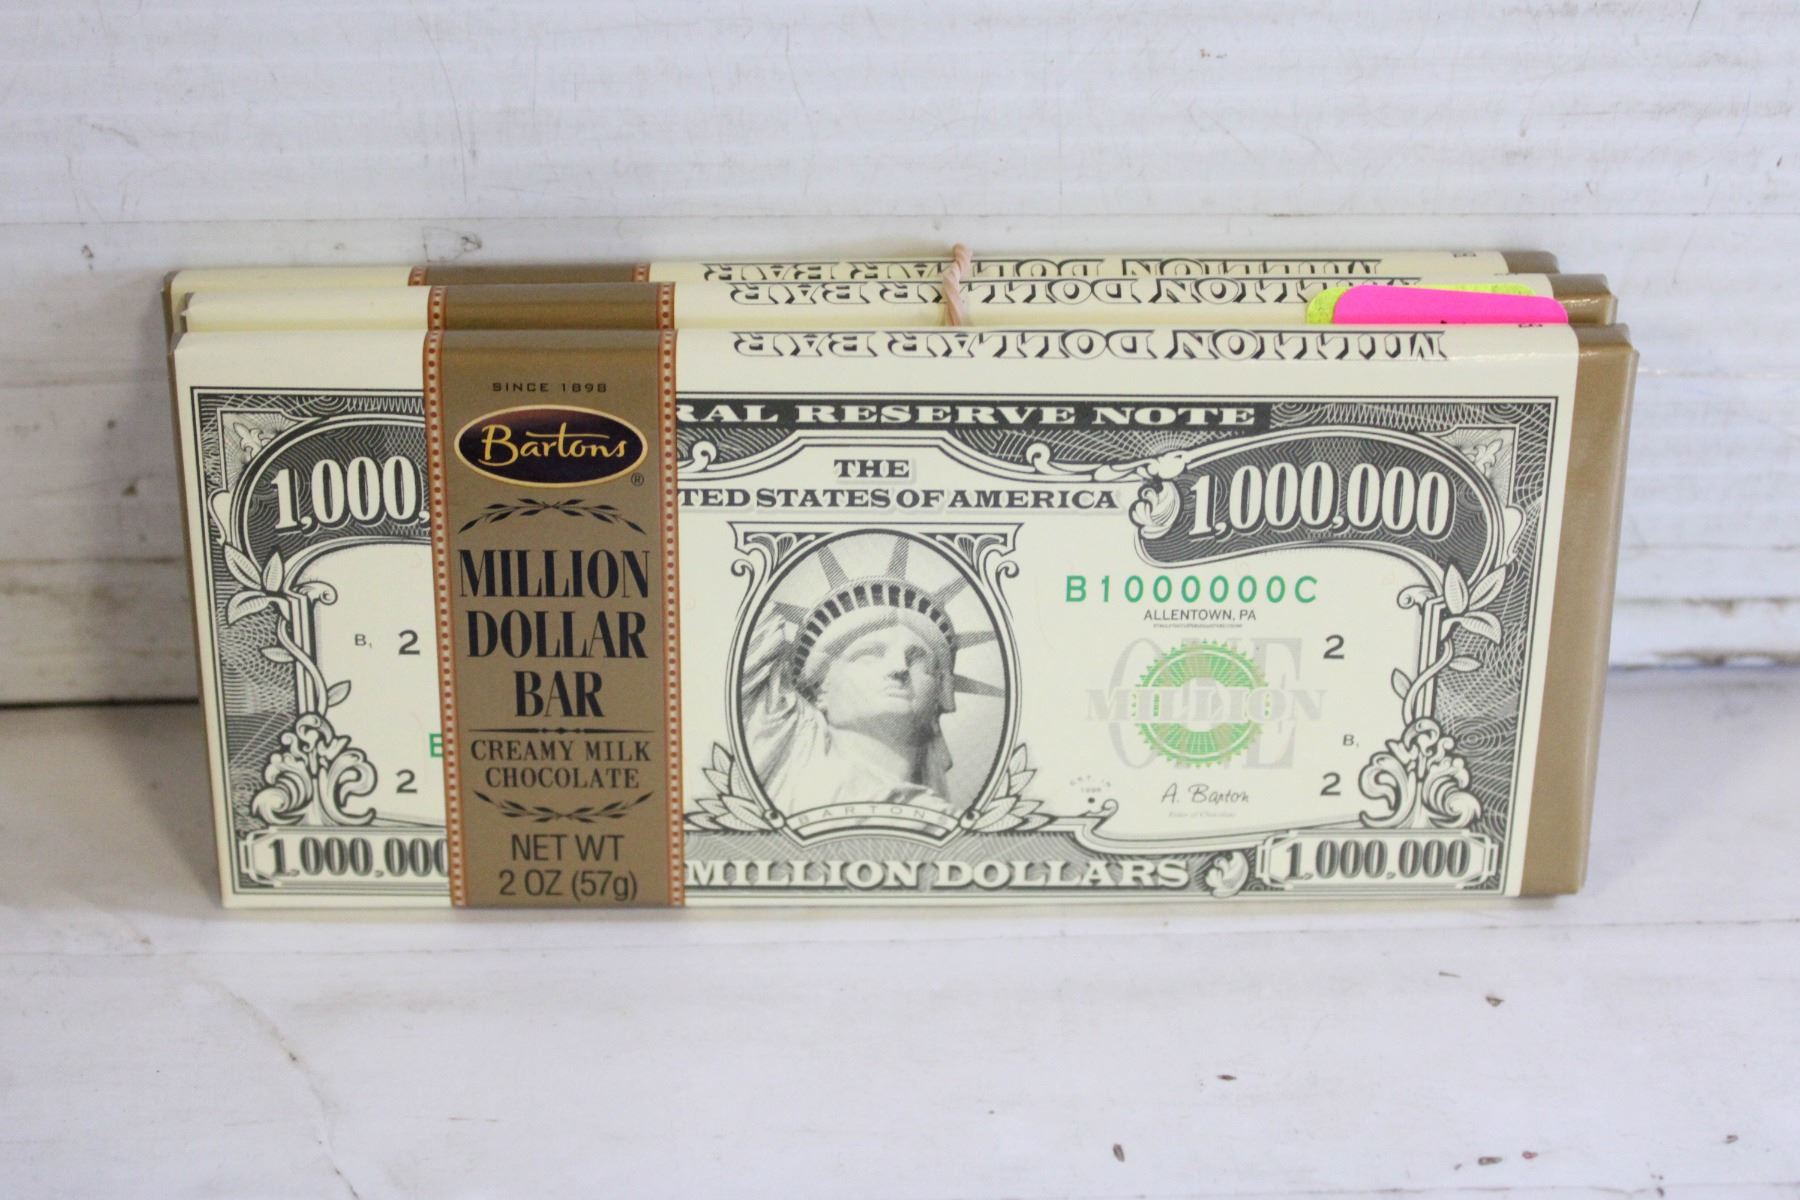 MILLION DOLLAR BAR
MILLION DOLLAR BAR
MILLION DOLLAR BAR
SINCE 1898
Bartons®
MILLION
DOLLAR
BAR
CREAMY MILK
CHOCOLATE
NET WT
2 OZ (57g)
RAL RESERVE NOTE
THE
TED STATES OF AMERICA
1,000,
1,000,000
B1000000C
ALLENTOWN, PA
ONE
MILLION
B, 2
2
2
B,
2
A. Barton
BARTONS
1,000,000
MILLION DOLLARS
1,000,000